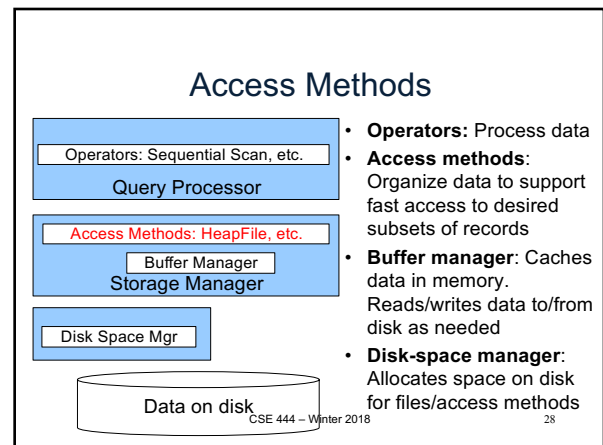 Access Methods
Operators: Sequential Scan, etc.
Query Processor
Access Methods: HeapFile, etc.
Buffer Manager
Storage Manager
Disk Space Mgr
Data on disk
• Operators: Process data
• Access methods:
Organize data to support
fast access to desired
subsets of records
• Buffer manager: Caches
data in memory.
Reads/writes data to/from
disk as needed
• Disk-space manager:
Allocates space on disk
for files/access methods
CSE 444 – Winter 2018
28